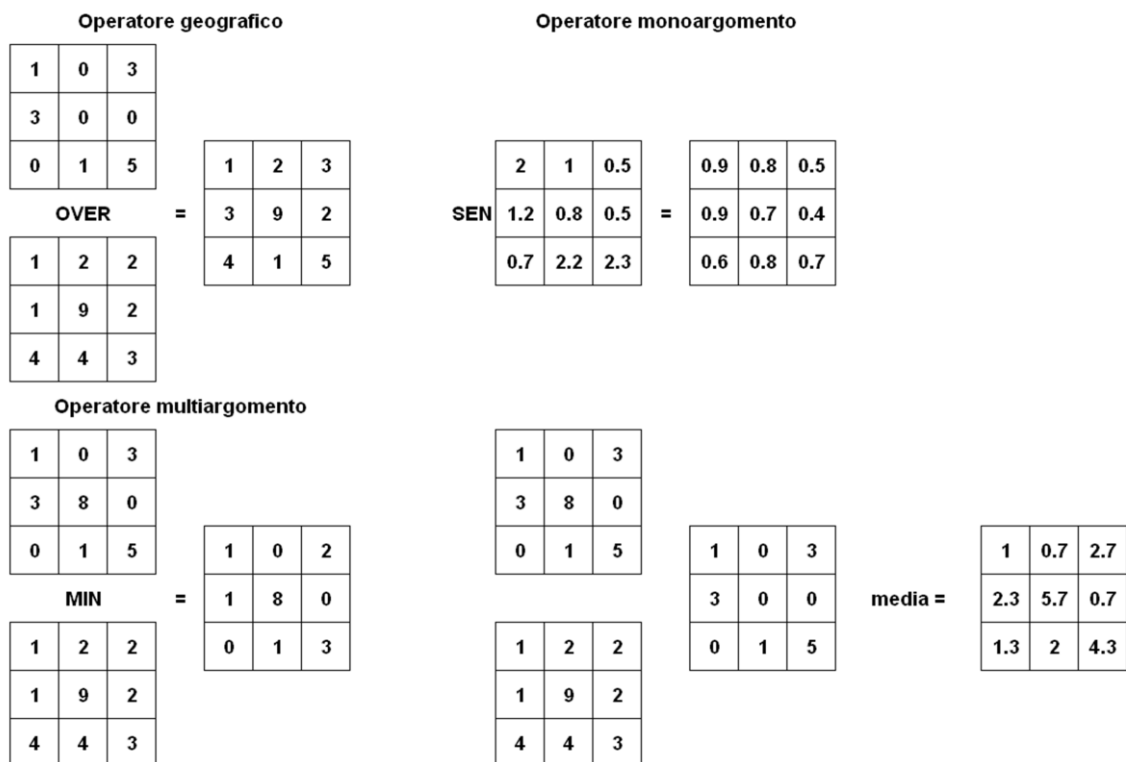 Operatore geografico
1 0 3
3 0 0
0 1 5
OVER
1 2 2
1 9 2
4 4 3
=
1 2 3
3 9 2
4 1 5
Operatore monoargomento
SEN
2 1 0.5
1.2 0.8 0.5
0.7 2.2 2.3
=
0.9 0.8 0.5
0.9 0.7 0.4
0.6 0.8 0.7
Operatore multiargomento
1 0 3
3 8 0
0 1 5
MIN
1 2 2
1 9 2
4 4 3
=
1 0 2
1 8 0
0 1 3
1 0 3
3 8 0
0 1 5
1 2 2
1 9 2
4 4 3
1 0 3
3 0 0
0 1 5
media =
1 0.7 2.7
2.3 5.7 0.7
1.3 2 4.3